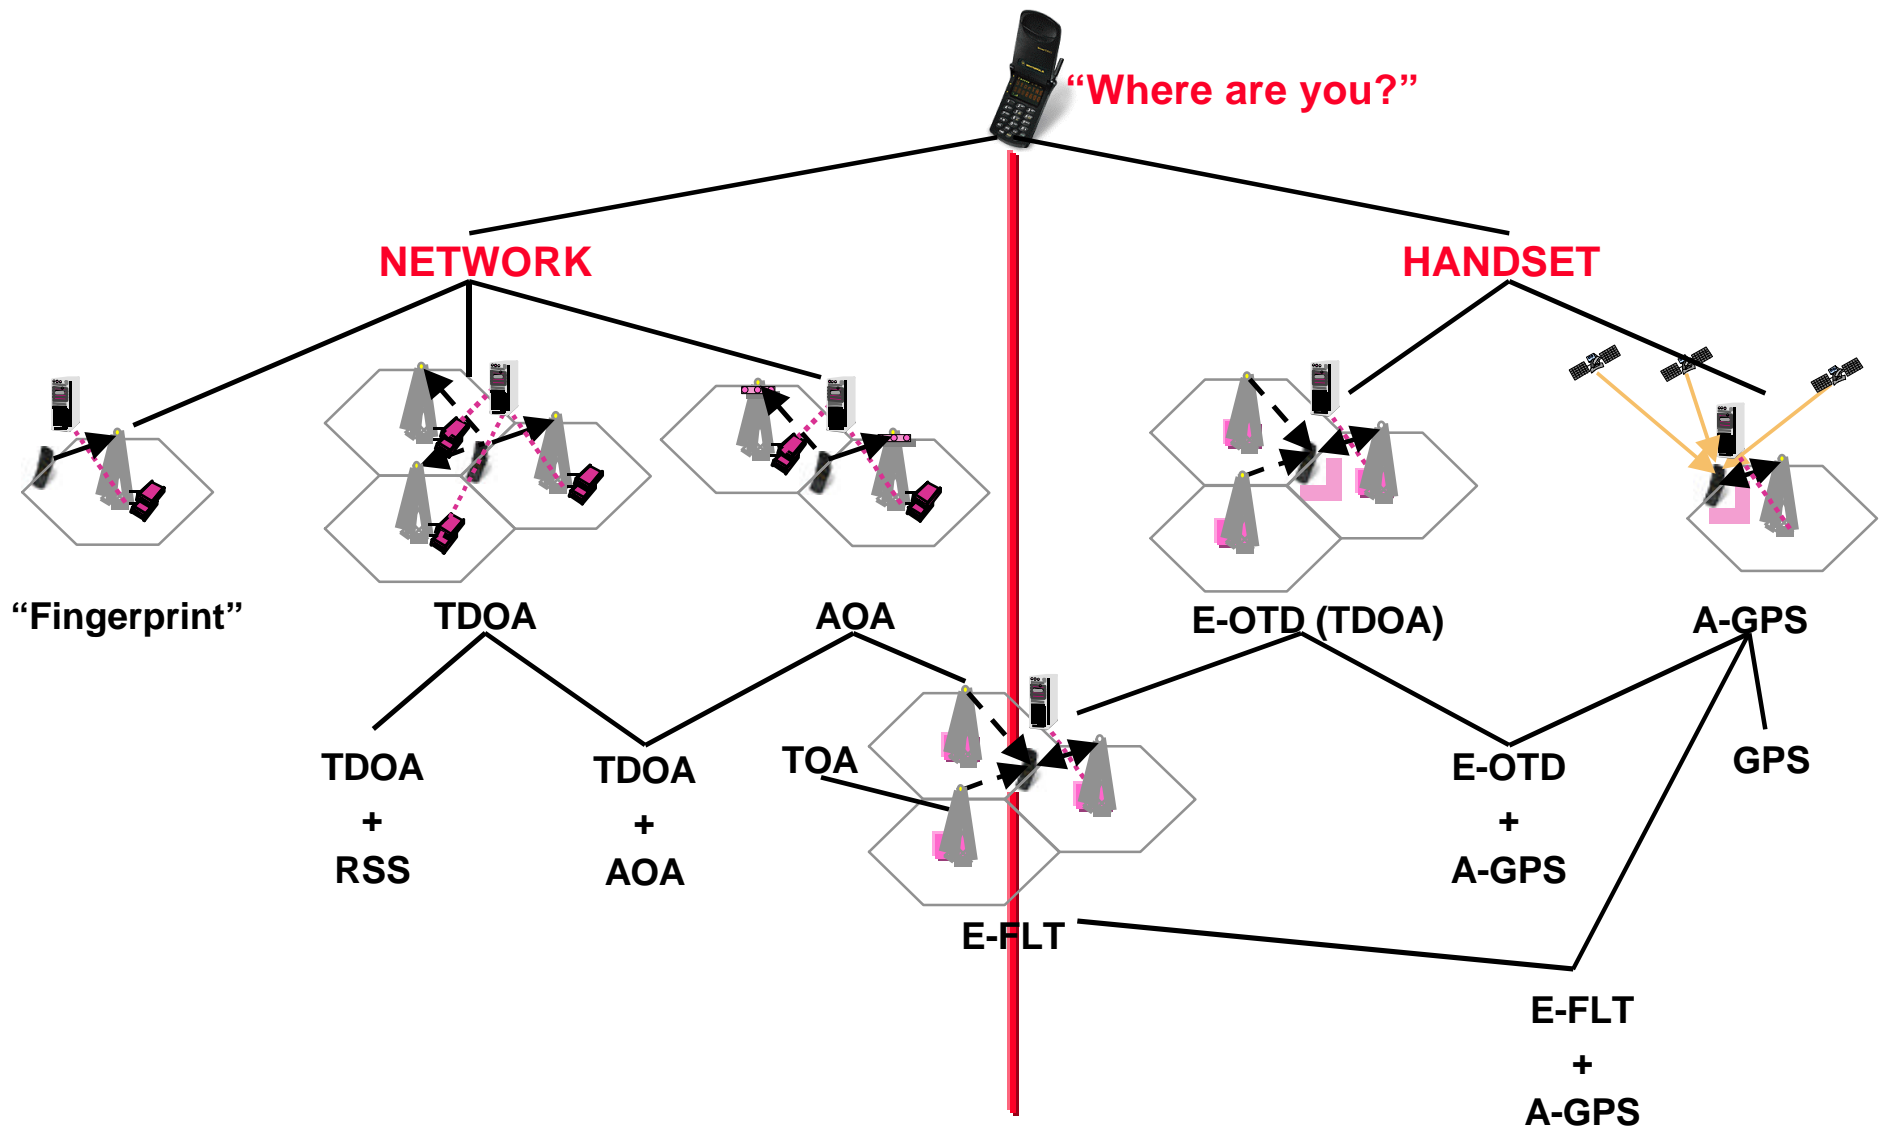 “Where are you?”
NETWORK
HANDSET
“Fingerprint”
TDOA
AOA
E-OTD (TDOA)
A-GPS
TDOA
+
RSS
TDOA
+
AOA
TOA
E-FLT
E-OTD
+
A-GPS
GPS
E-FLT
+
A-GPS